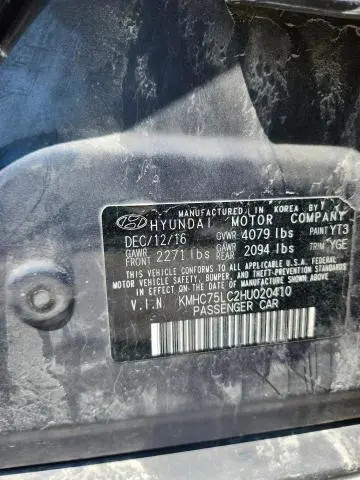 MANUFACTURED IN KOREA BY
HYUNDAI MOTOR COMPANY
DEC/12/16 GVWR 4079 lbs PAINT YT3
GAWR FRONT 2271 lbs GAWR REAR 2094 lbs TRIM YGE
THIS VEHICLE CONFORMS TO ALL APPLICABLE U.S.A. FEDERAL
MOTOR VEHICLE SAFETY, BUMPER, AND THEFT PREVENTION
STANDARDS IN EFFECT ON THE DATE OF MANUFACTURE SHOWN ABOVE.
V.I.N KMHC75LC2HU020410
PASSENGER CAR